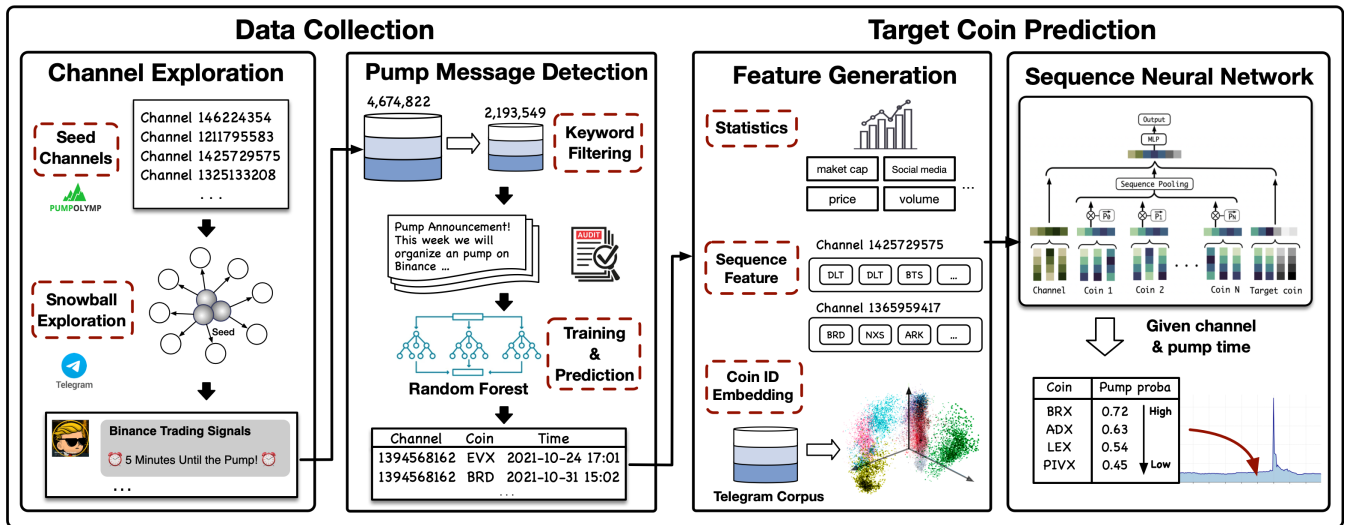 Data Collection
Target Coin Prediction
Channel Exploration
Seed
Channels
PUMPOLYMP
Channel 146224354
Channel 1211795583
Channel 1425729575
Channel 1325133208
. . .
Snowball
Exploration
Telegram
Seed
Binance Trading Signals
⏰ 5 Minutes Until the Pump! ⏰
...
Pump Message Detection
4,674,822
2,193,549
Keyword
Filtering
Pump Announcement!
This week we will
organize an pump on
Binance ...
AUDIT
Training
&
Prediction
Random Forest
Channel Coin Time
1394568162 EVX 2021-10-24 17:01
1394568162 BRD 2021-10-31 15:02
...
Feature Generation
Statistics
maket cap
Social media
price
volume
...
Sequence
Feature
Channel 1425729575
DLT DLT BTS ...
Channel 1365959417
BRD NXS ARK ...
Coin ID
Embedding
Telegram Corpus
Sequence Neural Network
Output
MLP
Sequence Pooling
P0 P1 PN
. . .
Channel Coin 1 Coin 2 Coin N Target coin
Given channel
& pump time
Coin Pump proba
BRX 0.72 High
ADX 0.63
LEX 0.54
PIVX 0.45 Low